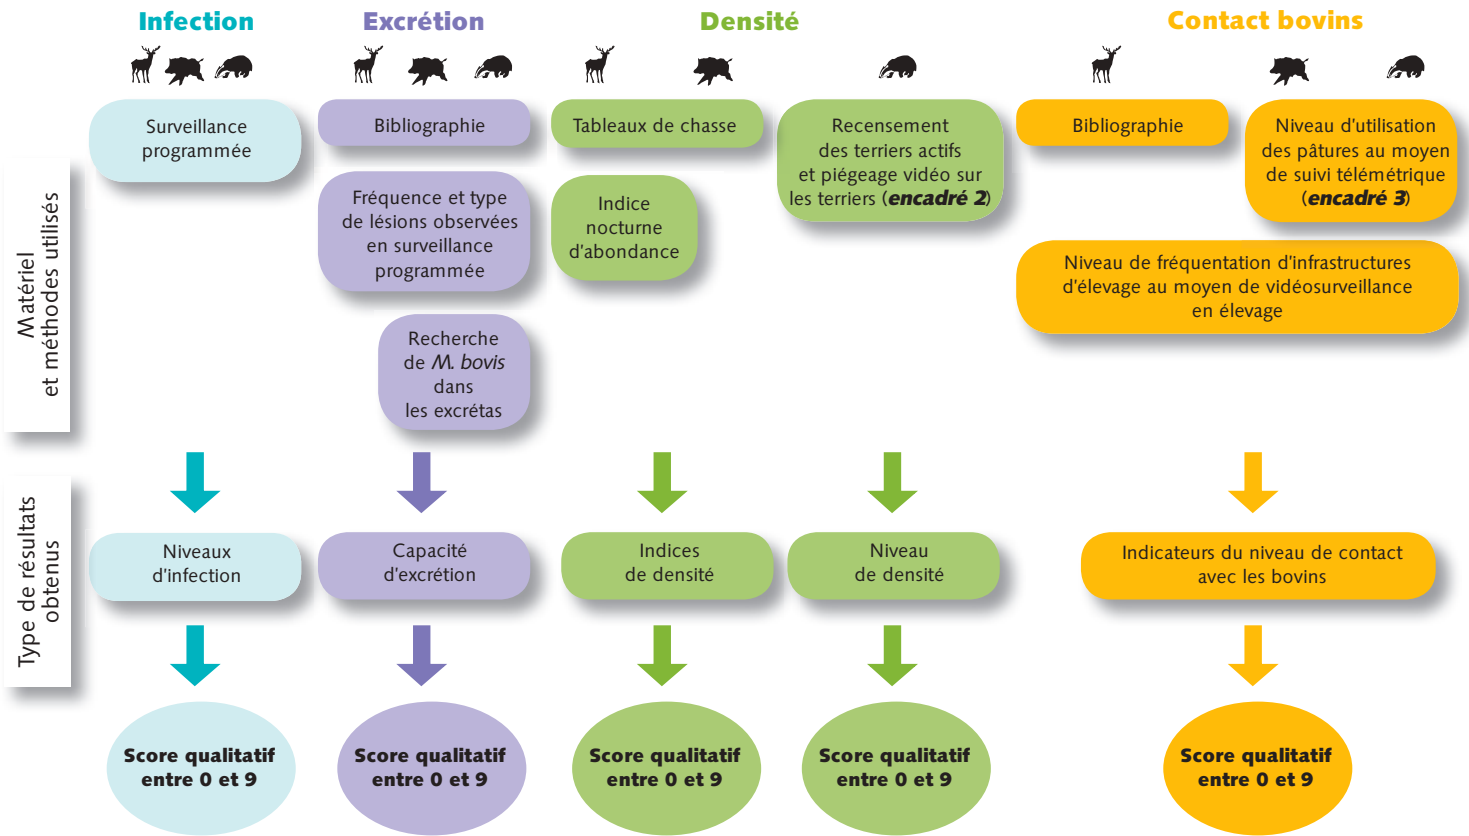 Infection
Excrétion
Densité
Contact bovins
Matériel
et méthodes utilisés
Surveillance
programmée
Bibliographie
Fréquence et type
de lésions observées
en surveillance
programmée
Recherche
de M. bovis
dans
les excrétas
Tableaux de chasse
Indice
nocturne
d'abondance
Recensement
des terriers actifs
et piégeage vidéo sur
les terriers (encadré 2)
Bibliographie
Niveau d'utilisation
des pâtures au moyen
de suivi télémétrique
(encadré 3)
Niveau de fréquentation d'infrastructures
d'élevage au moyen de vidéosurveillance
en élevage
Type de résultats
obtenus
Niveaux
d'infection
Capacité
d'excrétion
Indices
de densité
Niveau
de densité
Indicateurs du niveau de contact
avec les bovins
Score qualitatif
entre 0 et 9
Score qualitatif
entre 0 et 9
Score qualitatif
entre 0 et 9
Score qualitatif
entre 0 et 9
Score qualitatif
entre 0 et 9